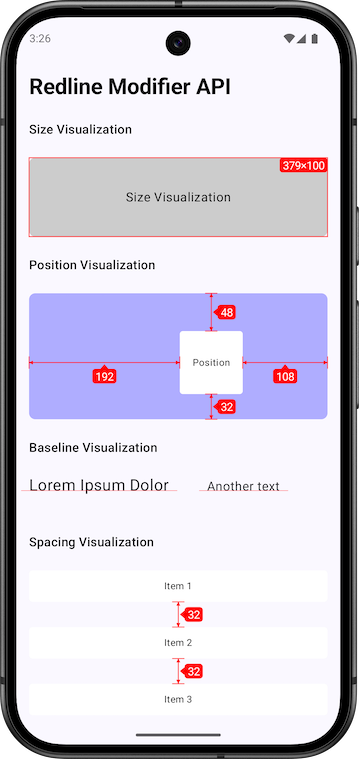 3:26
Redline Modifier API
Size Visualization
379×100
Size Visualization
Position Visualization
48
Position
192
108
32
Baseline Visualization
Lorem Ipsum Dolor
Another text
Spacing Visualization
Item 1
32
Item 2
32
Item 3